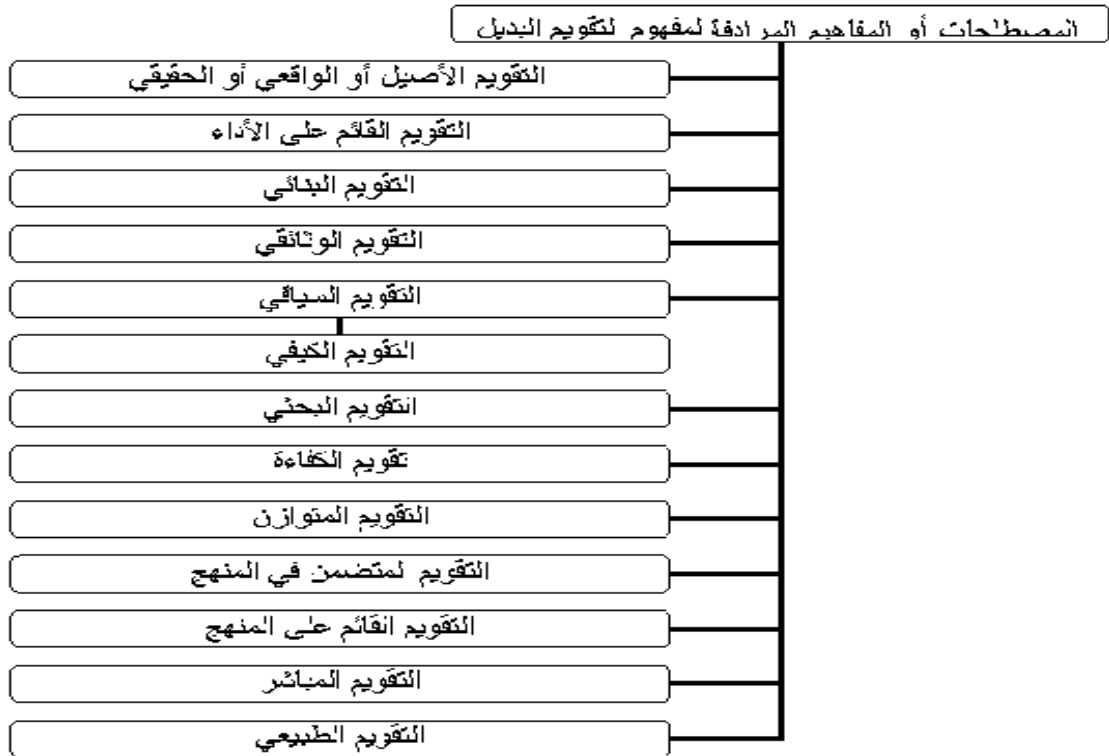 المصطلحات أو المفاهيم المرادفة لمفهوم لتقويم البديل
التقويم الأصيل أو الواقعي أو الحقيقي
التقويم القائم على الأداء
التقويم البنائي
التقويم الوثائقي
التقويم السياقي
التقويم الكيفي
التقويم البحثي
تقويم الكفاءة
التقويم المتوازن
التقويم لمتضمن في المنهج
التقويم القائم على المنهج
التقويم المباشر
التقويم الطبيعي